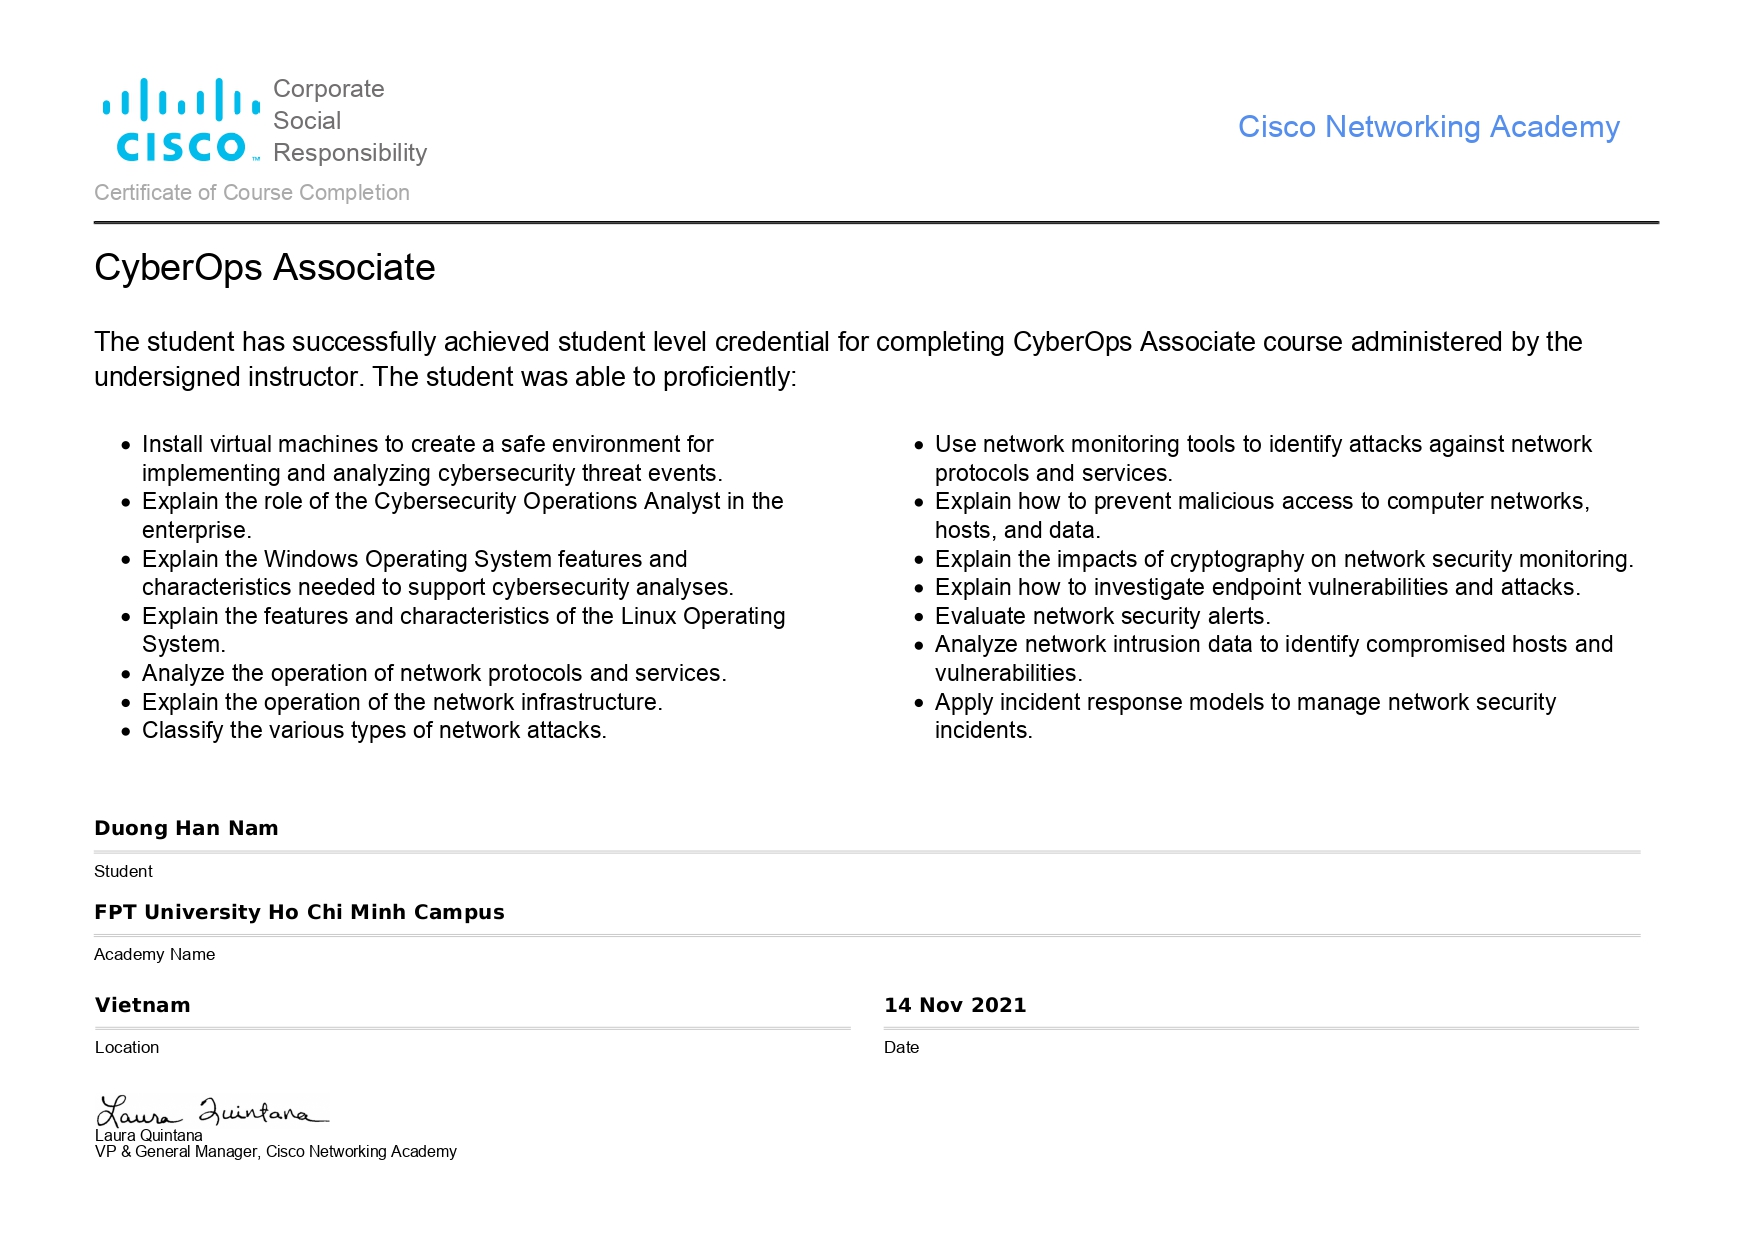 Corporate
Social
Responsibility
CISCO™
Cisco Networking Academy
Certificate of Course Completion
CyberOps Associate
The student has successfully achieved student level credential for completing CyberOps Associate course administered by the
undersigned instructor. The student was able to proficiently:
• Install virtual machines to create a safe environment for
implementing and analyzing cybersecurity threat events.
• Explain the role of the Cybersecurity Operations Analyst in the
enterprise.
• Explain the Windows Operating System features and
characteristics needed to support cybersecurity analyses.
• Explain the features and characteristics of the Linux Operating
System.
• Analyze the operation of network protocols and services.
• Explain the operation of the network infrastructure.
• Classify the various types of network attacks.
• Use network monitoring tools to identify attacks against network
protocols and services.
• Explain how to prevent malicious access to computer networks,
hosts, and data.
• Explain the impacts of cryptography on network security monitoring.
• Explain how to investigate endpoint vulnerabilities and attacks.
• Evaluate network security alerts.
• Analyze network intrusion data to identify compromised hosts and
vulnerabilities.
• Apply incident response models to manage network security
incidents.
Duong Han Nam
Student
FPT University Ho Chi Minh Campus
Academy Name
Vietnam
Location
14 Nov 2021
Date
Laura Quintana
Laura Quintana
VP & General Manager, Cisco Networking Academy